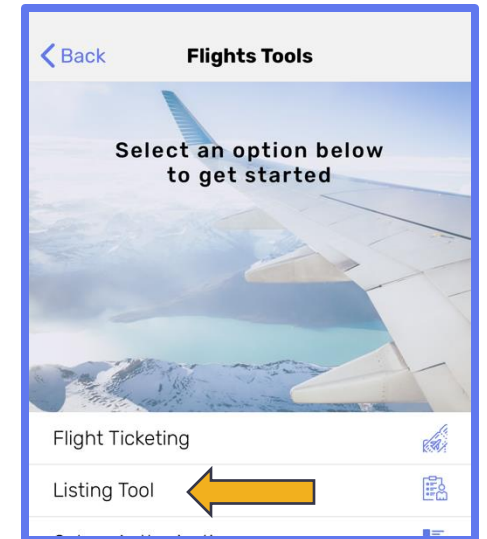 Back
Flights Tools
Select an option below
to get started
Flight Ticketing
Listing Tool